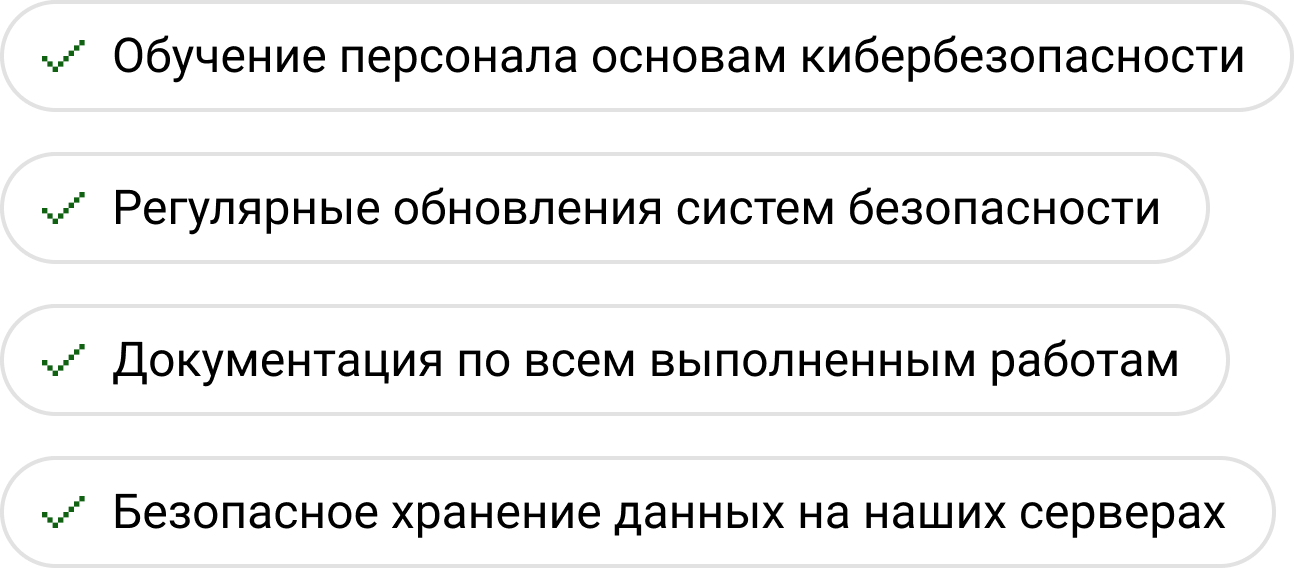 Обучение персонала основам кибербезопасности
Регулярные обновления систем безопасности
Документация по всем выполненным работам
Безопасное хранение данных на наших серверах